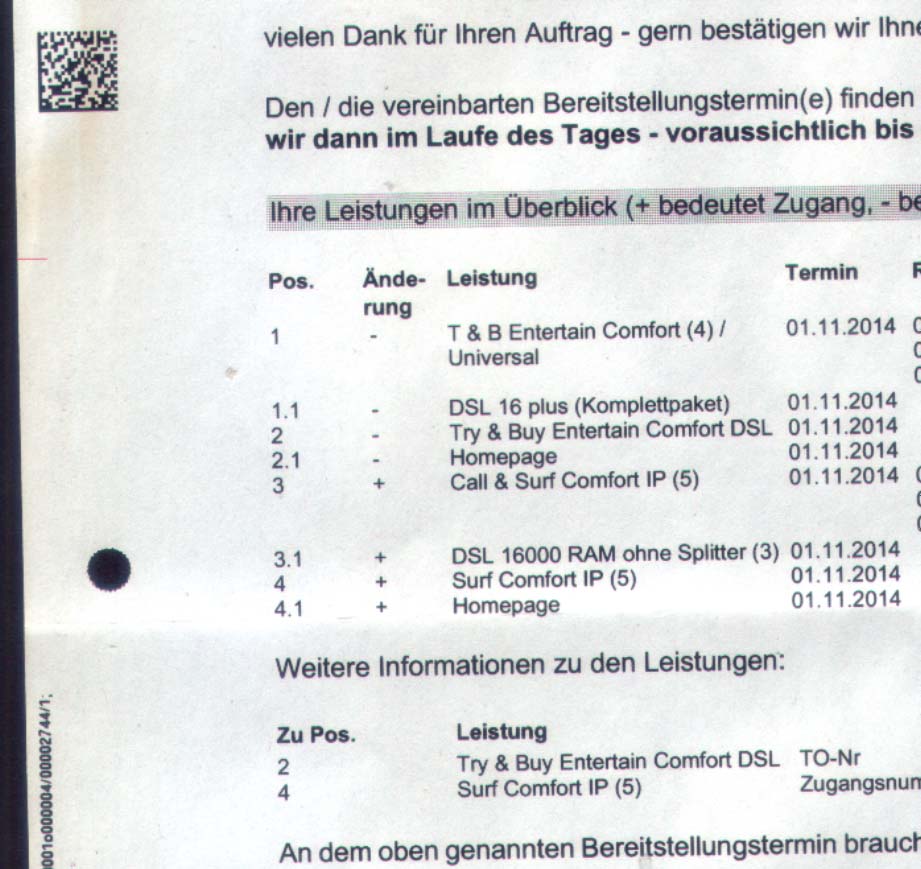 vielen Dank für Ihren Auftrag - gern bestätigen wir
Den / die vereinbarten Bereitstellungstermin(e) finden
wir dann im Laufe des Tages - voraussichtlich bis
Ihre Leistungen im Überblick (+ bedeutet Zugang, -
Pos. Ände- Leistung Termin
rung
1 - T & B Entertain Comfort (4) / 01.11.2014
Universal
1.1 - DSL 16 plus (Komplettpaket) 01.11.2014
2 - Try & Buy Entertain Comfort DSL 01.11.2014
2.1 - Homepage 01.11.2014
3 + Call & Surf Comfort IP (5) 01.11.2014
3.1 + DSL 16000 RAM ohne Splitter (3) 01.11.2014
4 + Surf Comfort IP (5) 01.11.2014
4.1 + Homepage 01.11.2014
Weitere Informationen zu den Leistungen:
Zu Pos. Leistung
2 Try & Buy Entertain Comfort DSL TO-Nr
4 Surf Comfort IP (5) Zugangsnum
An dem oben genannten Bereitstellungstermin brauch